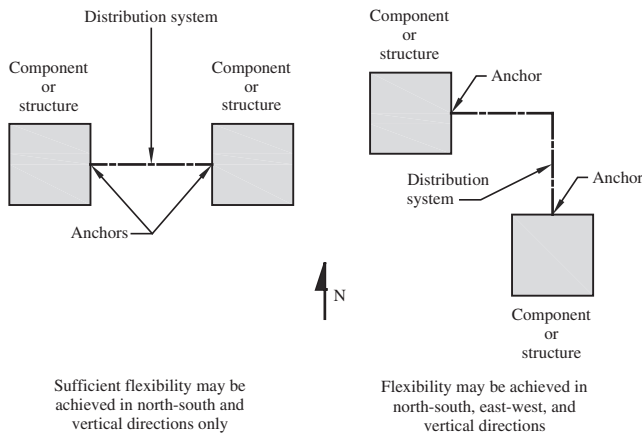 Distribution system
Component
or
structure
Component
or
structure
Anchors
Component
or
structure
Anchor
Distribution
system
Anchor
Component
or
structure
N
Sufficient flexibility may be
achieved in north-south and
vertical directions only
Flexibility may be achieved in
north-south, east-west, and
vertical directions